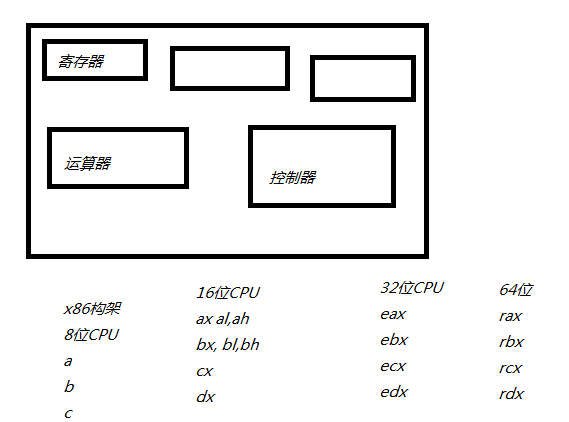 寄存器
运算器
控制器
x86构架
8位CPU
a
b
c
16位CPU
ax al,ah
bx, bl,bh
cx
dx
32位CPU
eax
ebx
ecx
edx
64位
rax
rbx
rcx
rdx